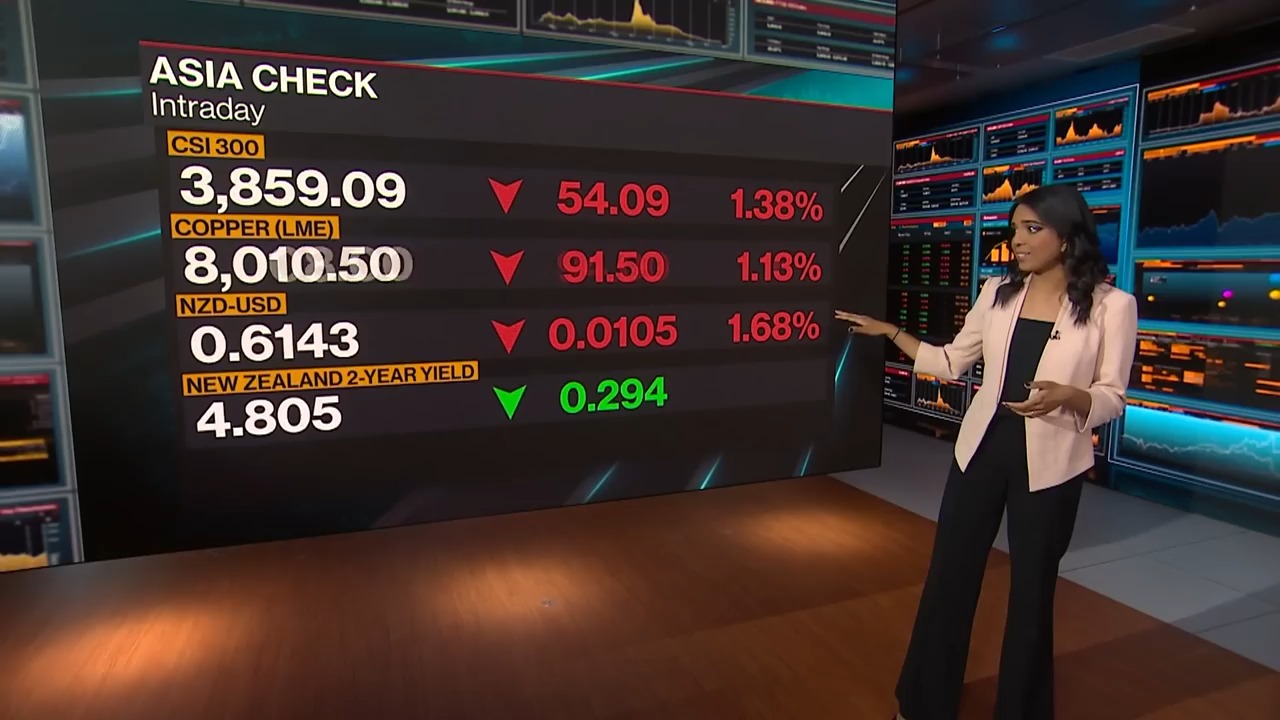 ASIA CHECK
Intraday
CSI 300
3,859.09 54.09 1.38%
COPPER (LME)
8,010.50 91.50 1.13%
NZD-USD
0.6143 0.0105 1.68%
NEW ZEALAND 2-YEAR YIELD
4.805 0.294